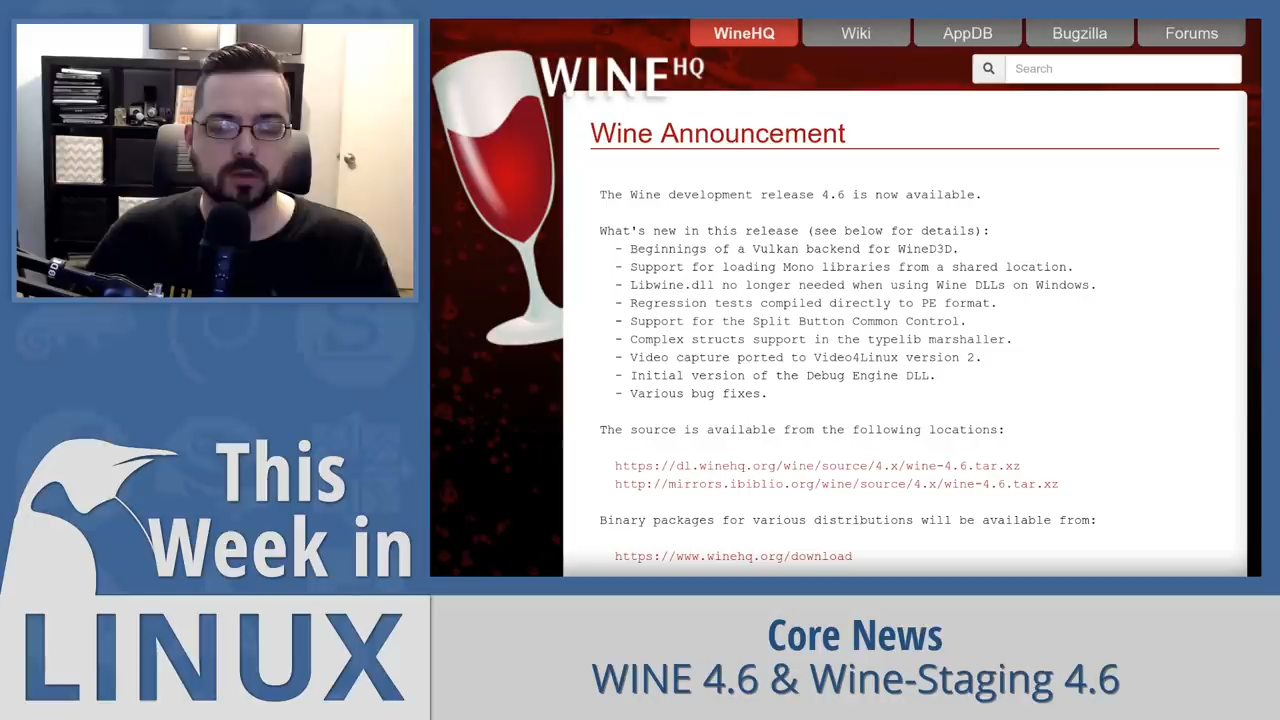 WineHQ
Wiki
AppDB
Bugzilla
Forums
Search
WINE HQ
Wine Announcement
The Wine development release 4.6 is now available.
What's new in this release (see below for details):
- Beginnings of a Vulkan backend for WineD3D.
- Support for loading Mono libraries from a shared location.
- Libwine.dll no longer needed when using Wine DLLs on Windows.
- Regression tests compiled directly to PE format.
- Support for the Split Button Common Control.
- Complex structs support in the typelib marshaller.
- Video capture ported to Video4Linux version 2.
- Initial version of the Debug Engine DLL.
- Various bug fixes.
The source is available from the following locations:
https://dl.winehq.org/wine/source/4.x/wine-4.6.tar.xz
http://mirrors.ibiblio.org/wine/source/4.x/wine-4.6.tar.xz
Binary packages for various distributions will be available from:
https://www.winehq.org/download
This
Week in
LINUX
Core News
WINE 4.6 & Wine-Staging 4.6